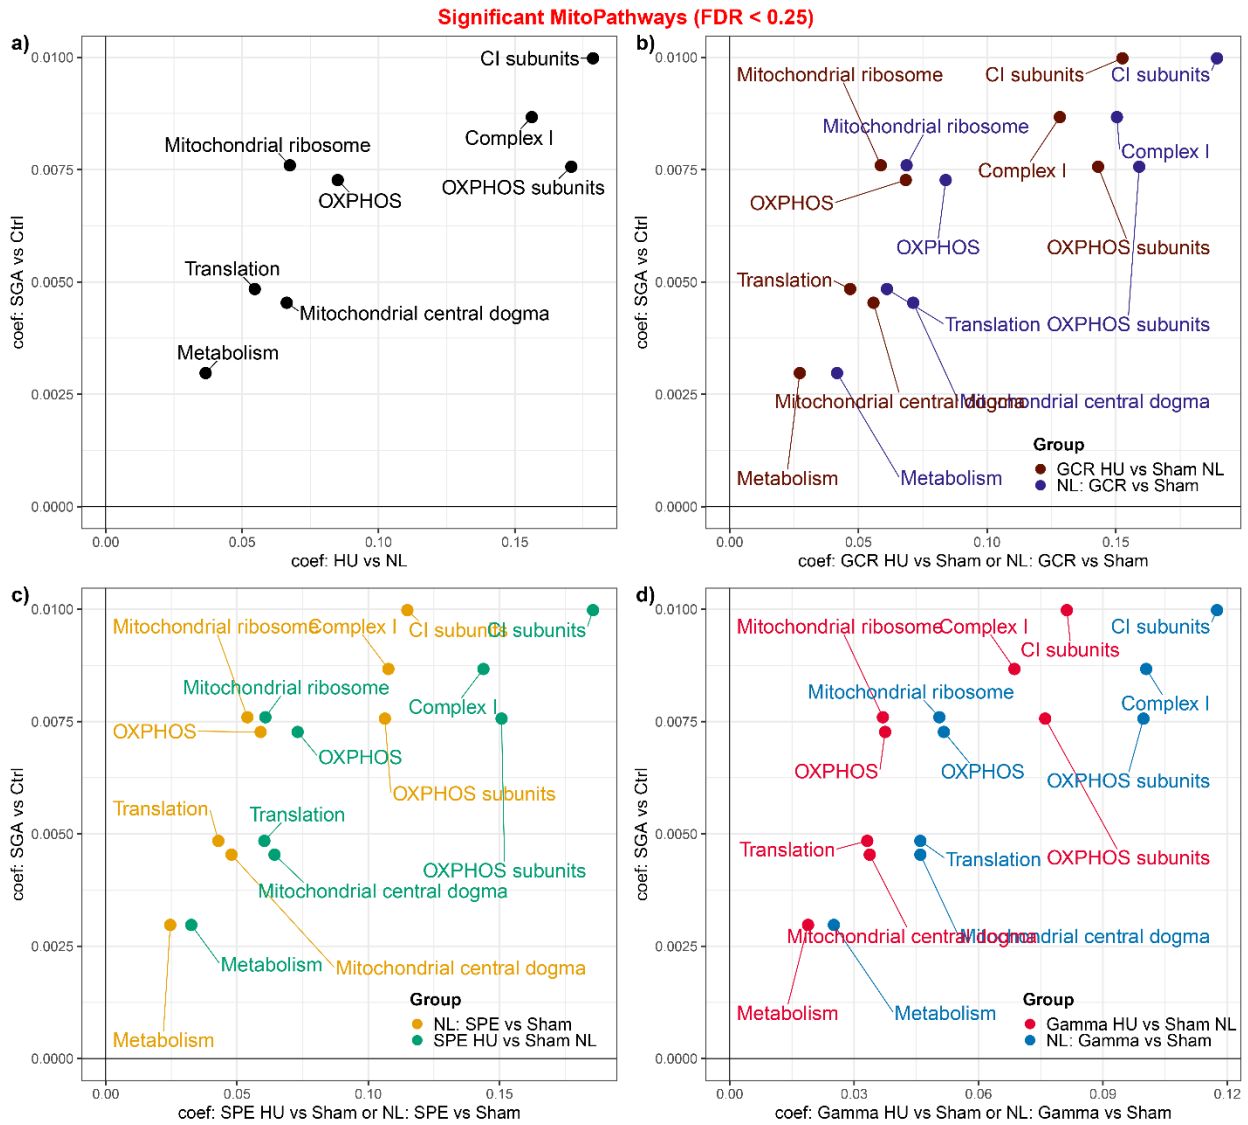 Significant MitoPathways (FDR < 0.25)
a)
0.0100
0.0075
0.0050
0.0025
0.0000
coef: SGA vs Ctrl
CI subunits
Complex I
Mitochondrial ribosome
OXPHOS subunits
OXPHOS
Translation
Mitochondrial central dogma
Metabolism
0.00
0.05
0.10
0.15
coef: HU vs NL
b)
0.0100
0.0075
0.0050
0.0025
0.0000
coef: SGA vs Ctrl
Mitochondrial ribosome
CI subunits
CI subunits
Mitochondrial ribosome
Complex I
Complex I
OXPHOS
OXPHOS
OXPHOS subunits
Translation
Translation
OXPHOS subunits
Mitochondrial central dogma
Mitochondrial central dogma
Metabolism
Metabolism
Group
GCR HU vs Sham NL
NL: GCR vs Sham
0.00
0.05
0.10
0.15
coef: GCR HU vs Sham or NL: GCR vs Sham
c)
0.0100
0.0075
0.0050
0.0025
0.0000
coef: SGA vs Ctrl
Mitochondrial ribosome
Complex I
CI subunits
CI subunits
Mitochondrial ribosome
Complex I
OXPHOS
OXPHOS
OXPHOS subunits
Translation
Translation
OXPHOS subunits
Mitochondrial central dogma
Metabolism
Mitochondrial central dogma
Metabolism
Group
NL: SPE vs Sham
SPE HU vs Sham NL
0.00
0.05
0.10
0.15
coef: SPE HU vs Sham or NL: SPE vs Sham
d)
0.0100
0.0075
0.0050
0.0025
0.0000
coef: SGA vs Ctrl
Mitochondrial ribosome
Complex I
CI subunits
CI subunits
Mitochondrial ribosome
Complex I
OXPHOS
OXPHOS
OXPHOS subunits
Translation
Translation
OXPHOS subunits
Mitochondrial central dogma
Mitochondrial central dogma
Metabolism
Metabolism
Group
Gamma HU vs Sham NL
NL: Gamma vs Sham
0.00
0.03
0.06
0.09
0.12
coef: Gamma HU vs Sham or NL: Gamma vs Sham